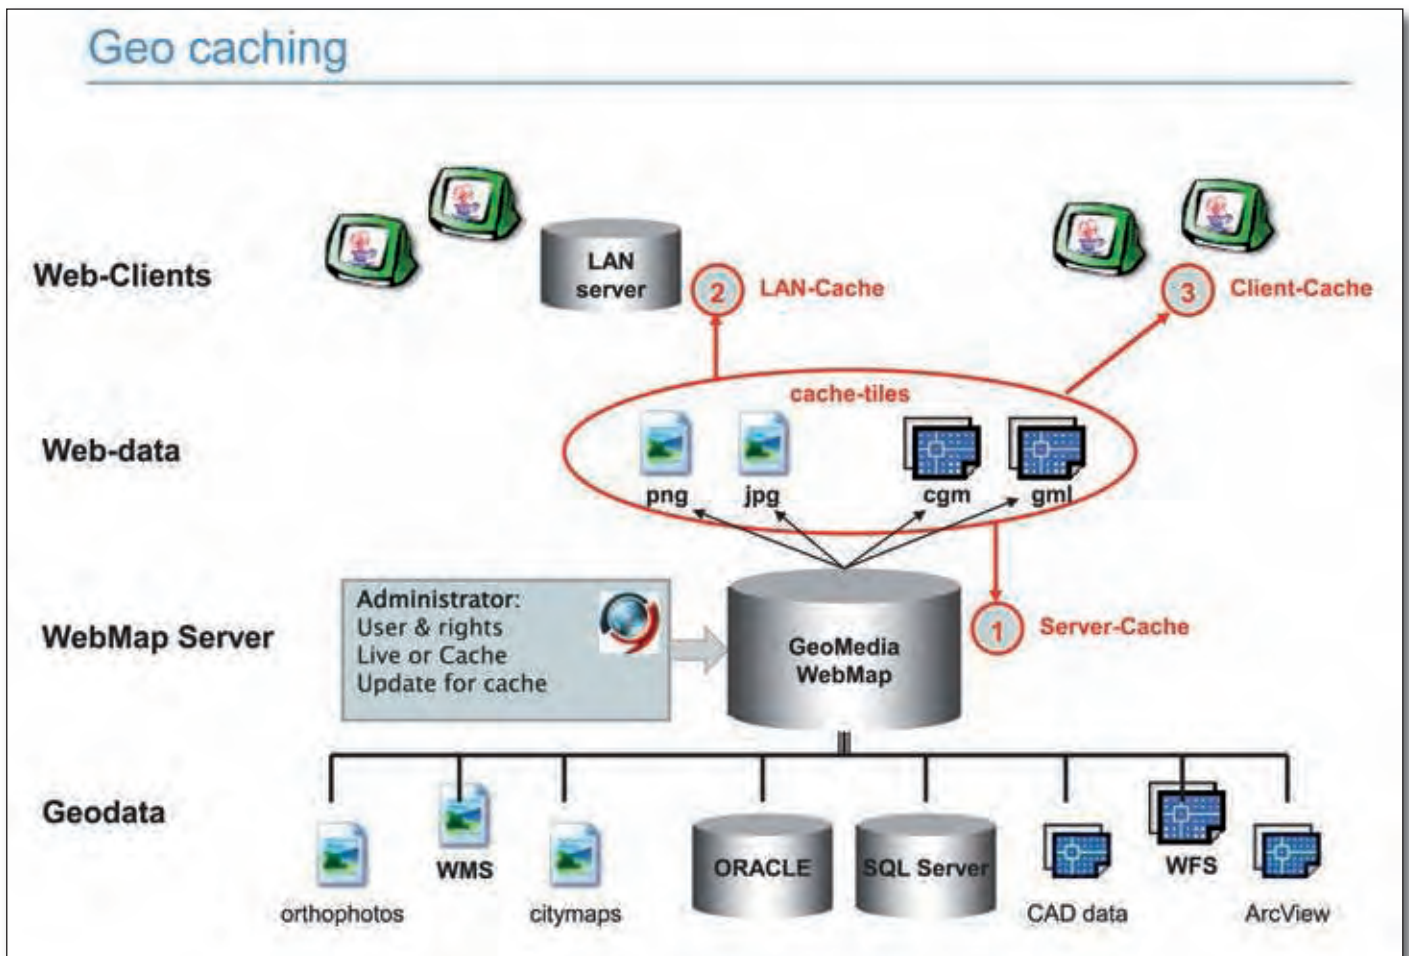 Geo caching
Web-Clients
LAN
server
2
LAN-Cache
3
Client-Cache
cache-tiles
Web-data
png
jpg
cgm
gml
WebMap Server
Administrator:
User & rights
Live or Cache
Update for cache
GeoMedia
WebMap
1
Server-Cache
Geodata
orthophotos
WMS
citymaps
ORACLE
SQL Server
CAD data
WFS
ArcView